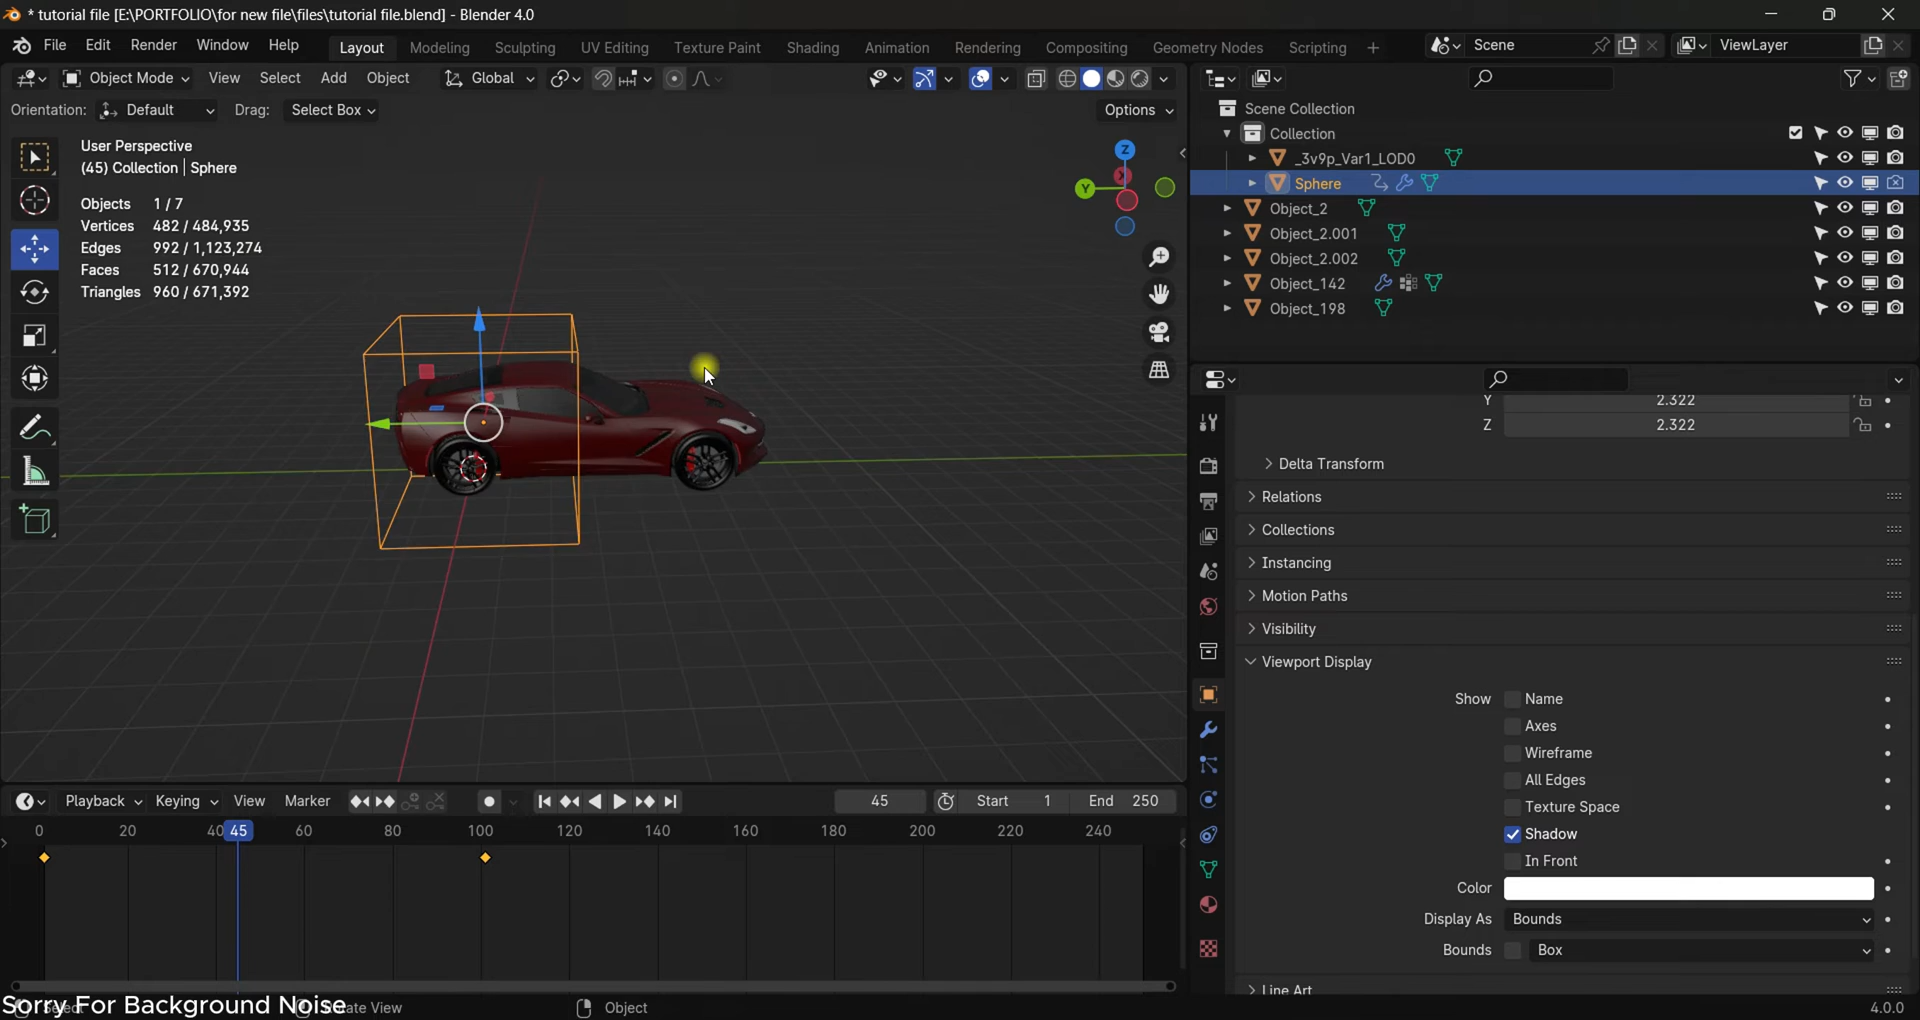 * tutorial file [E:\PORTFOLIO\for new file\files\tutorial file.blend] - Blender 4.0
File Edit Render Window Help Layout Modeling Sculpting UV Editing Texture Paint Shading Animation Rendering Compositing Geometry Nodes Scripting + Scene ViewLayer
Object Mode View Select Add Object Global
Orientation: Default Drag: Select Box Options
User Perspective
(45) Collection | Sphere
Objects 1 / 7
Vertices 482 / 484,935
Edges 992 / 1,123,274
Faces 512 / 670,944
Triangles 960 / 671,392
Z
X
Y
Scene Collection
Collection
_3v9p_Var1_LOD0
Sphere
Object_2
Object_2.001
Object_2.002
Object_142
Object_198
Y 2.322
Z 2.322
Delta Transform
Relations
Collections
Instancing
Motion Paths
Visibility
Viewport Display
Show Name
Axes
Wireframe
All Edges
Texture Space
Shadow
In Front
Color
Display As Bounds
Bounds Box
Line Art
Playback Keying View Marker 45 Start 1 End 250
0 20 40 45 60 80 100 120 140 160 180 200 220 240
Sorry For Background Noise
Select Rotate View Object 4.0.0